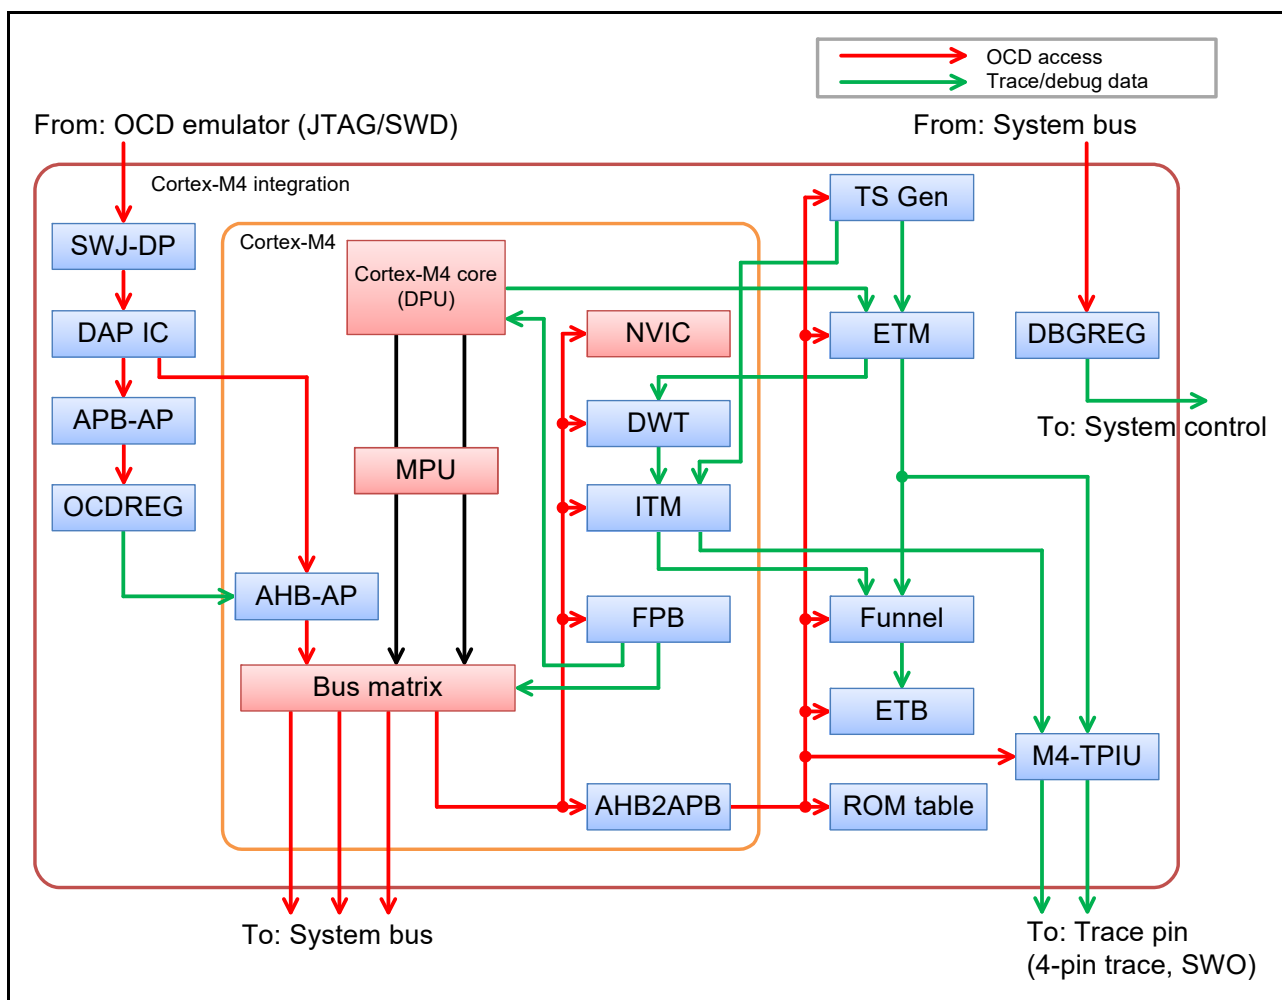 OCD access
Trace/debug data
From: OCD emulator (JTAG/SWD)
From: System bus
Cortex-M4 integration
TS Gen
SWJ-DP
Cortex-M4
Cortex-M4 core
(DPU)
DAP IC
NVIC
ETM
DBGREG
APB-AP
DWT
To: System control
MPU
OCDREG
ITM
AHB-AP
FPB
Funnel
Bus matrix
ETB
M4-TPIU
AHB2APB
ROM table
To: System bus
To: Trace pin
(4-pin trace, SWO)